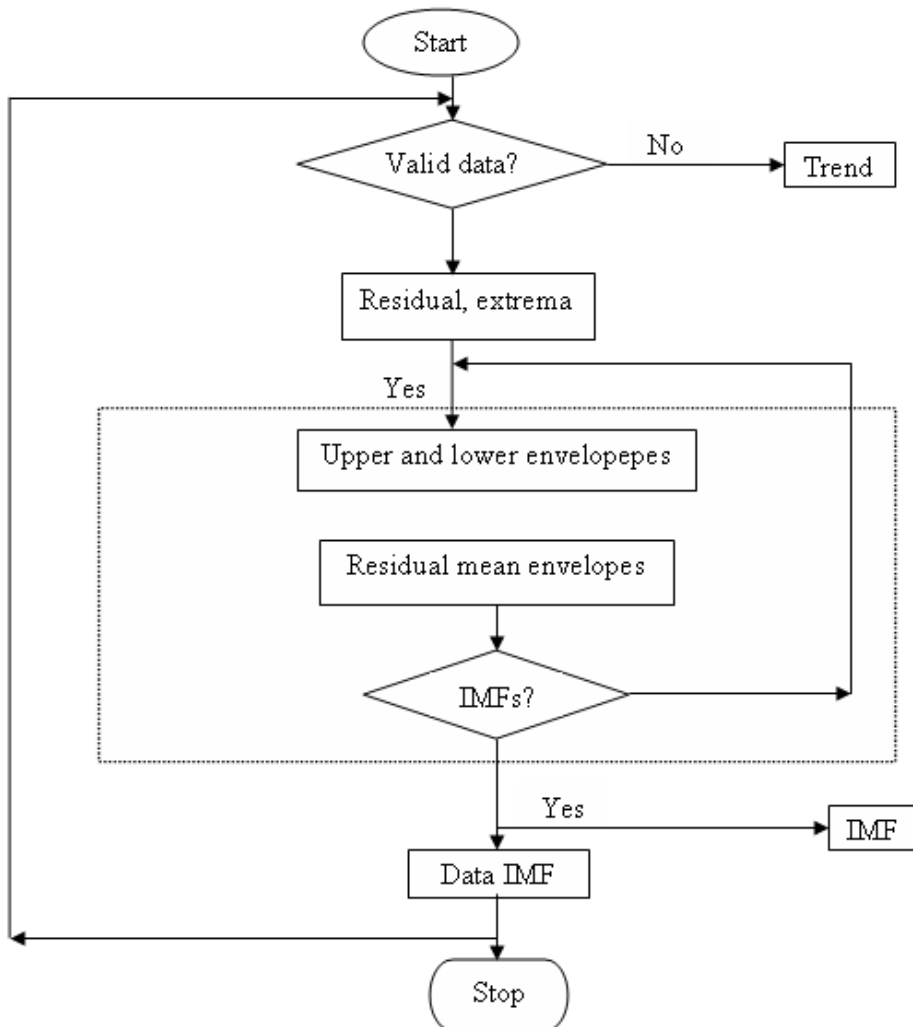 Start
Valid data?
No
Trend
Residual, extrema
Yes
Upper and lower envelopepes
Residual mean envelopes
IMFs?
Yes
IMF
Data IMF
Stop